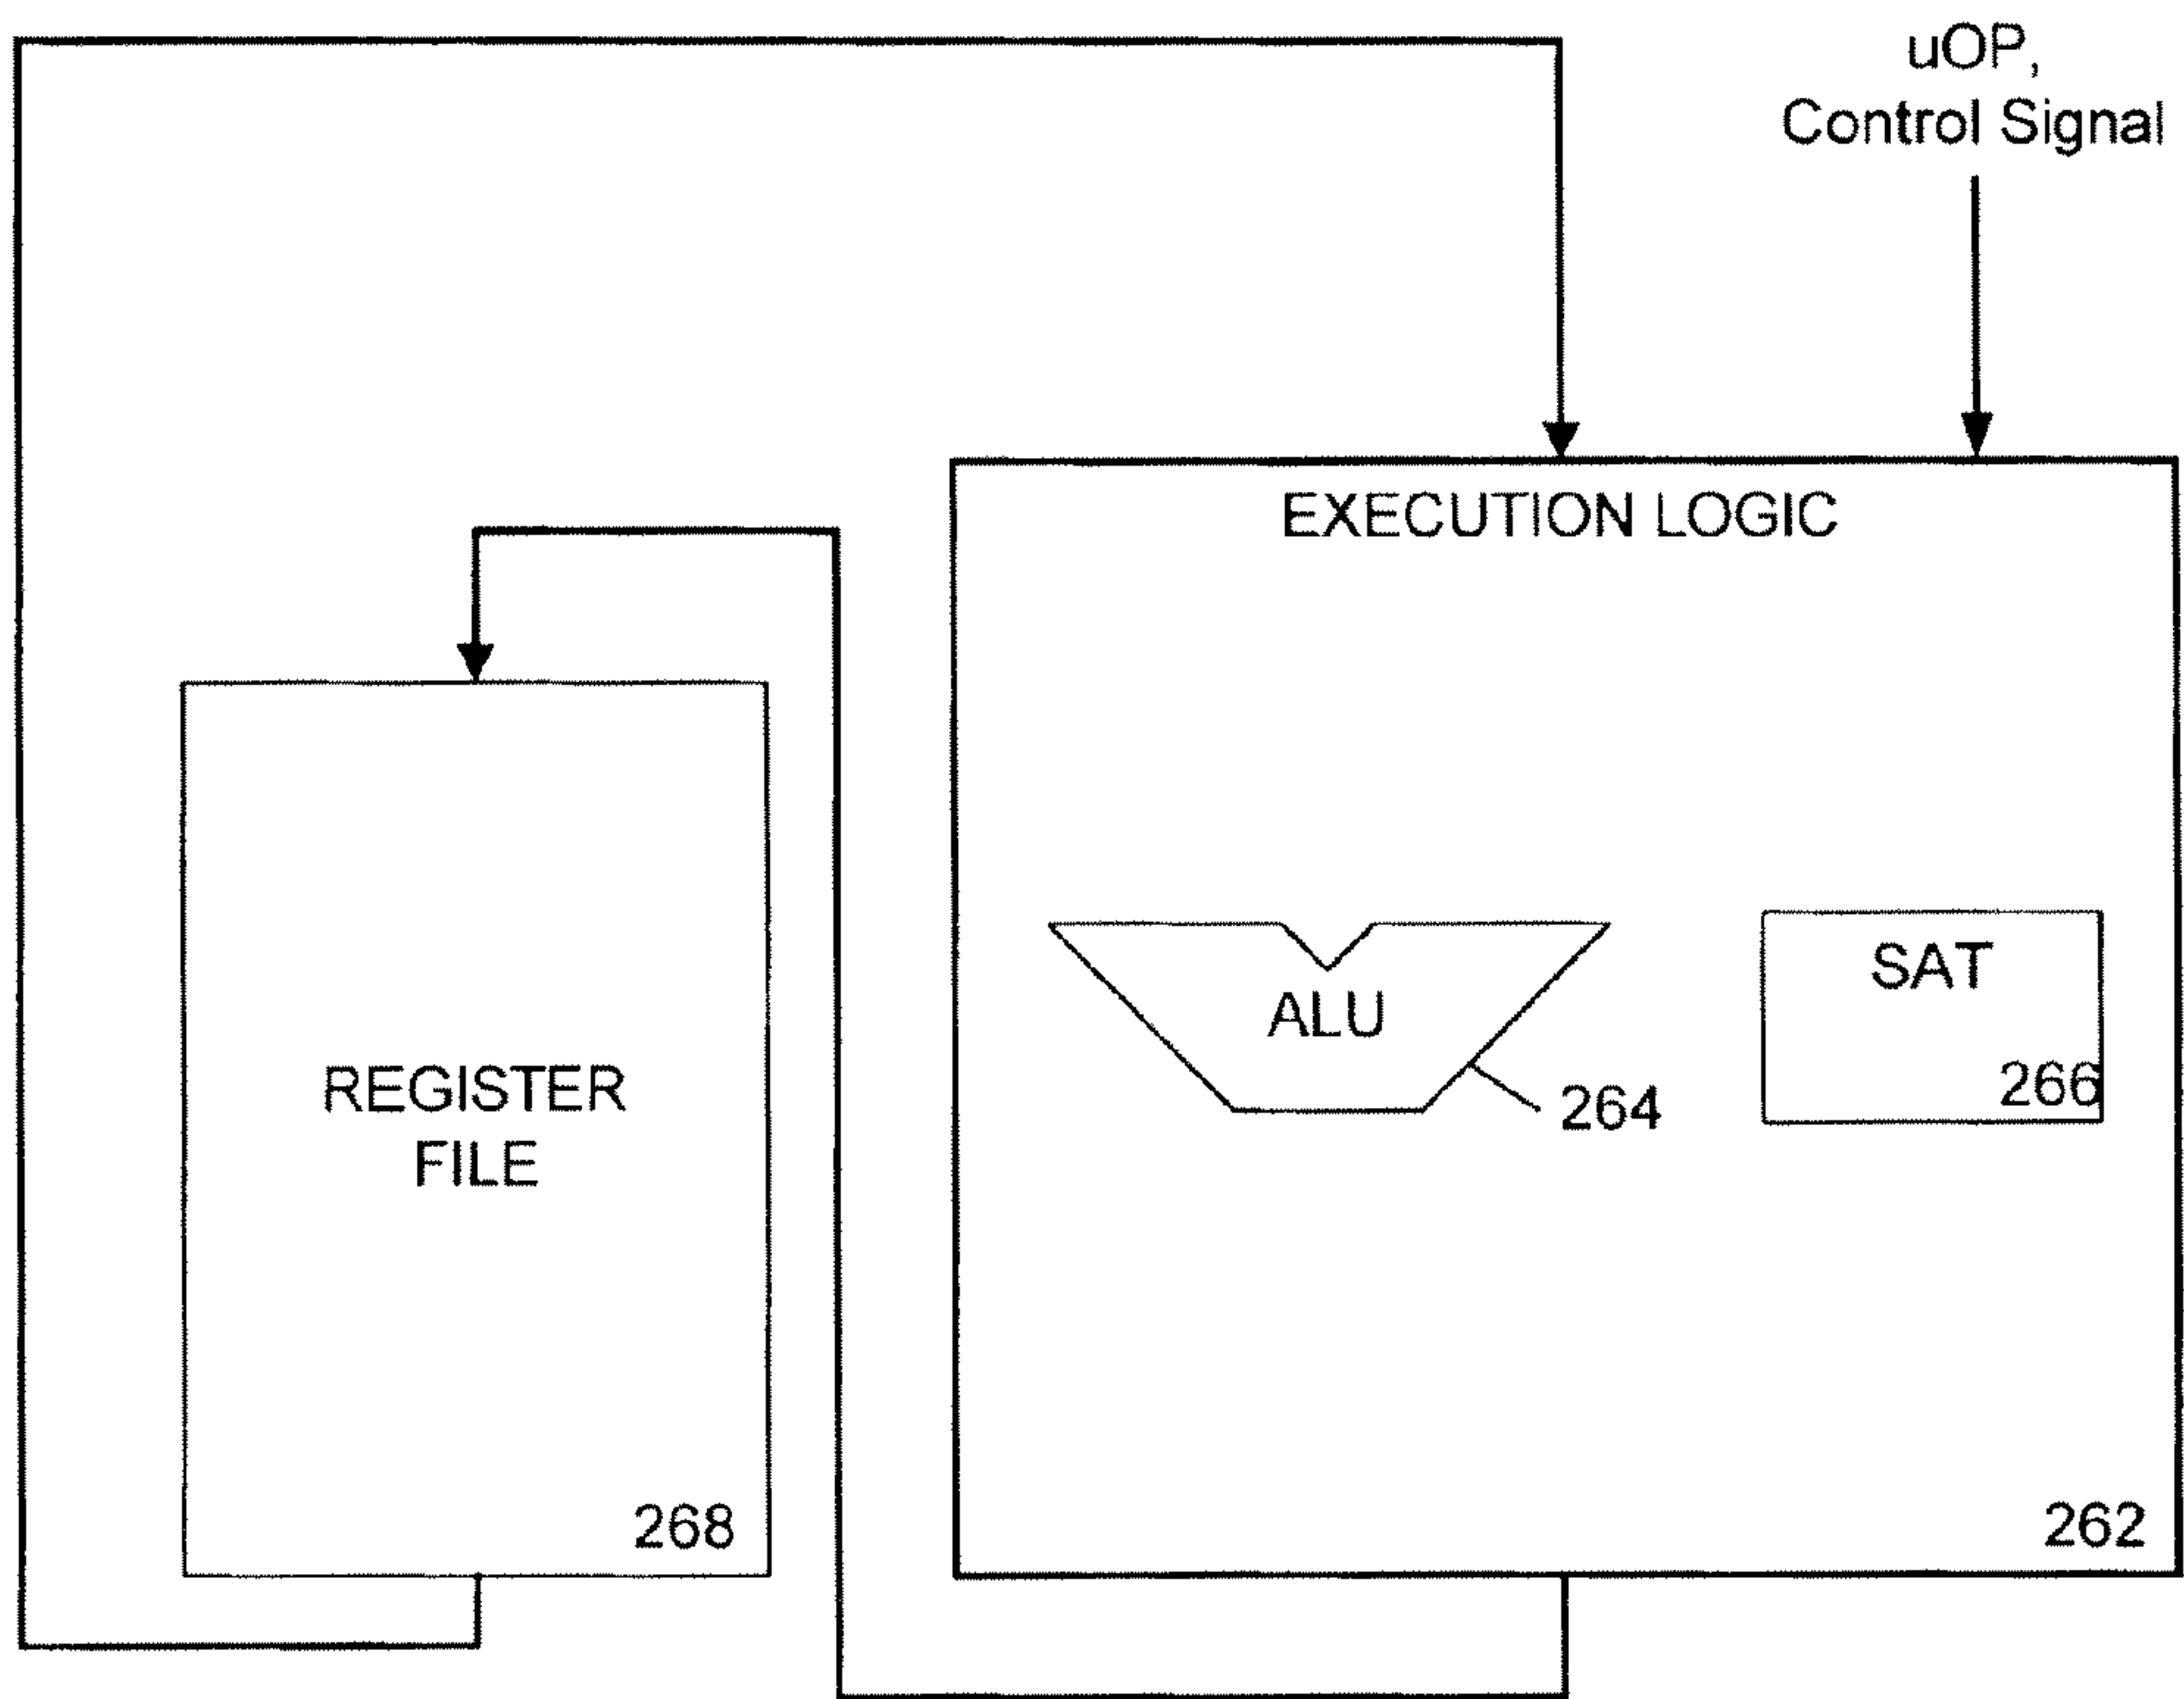 uOP,
Control Signal
EXECUTION LOGIC
ALU
264
SAT
266
REGISTER
FILE
268
262